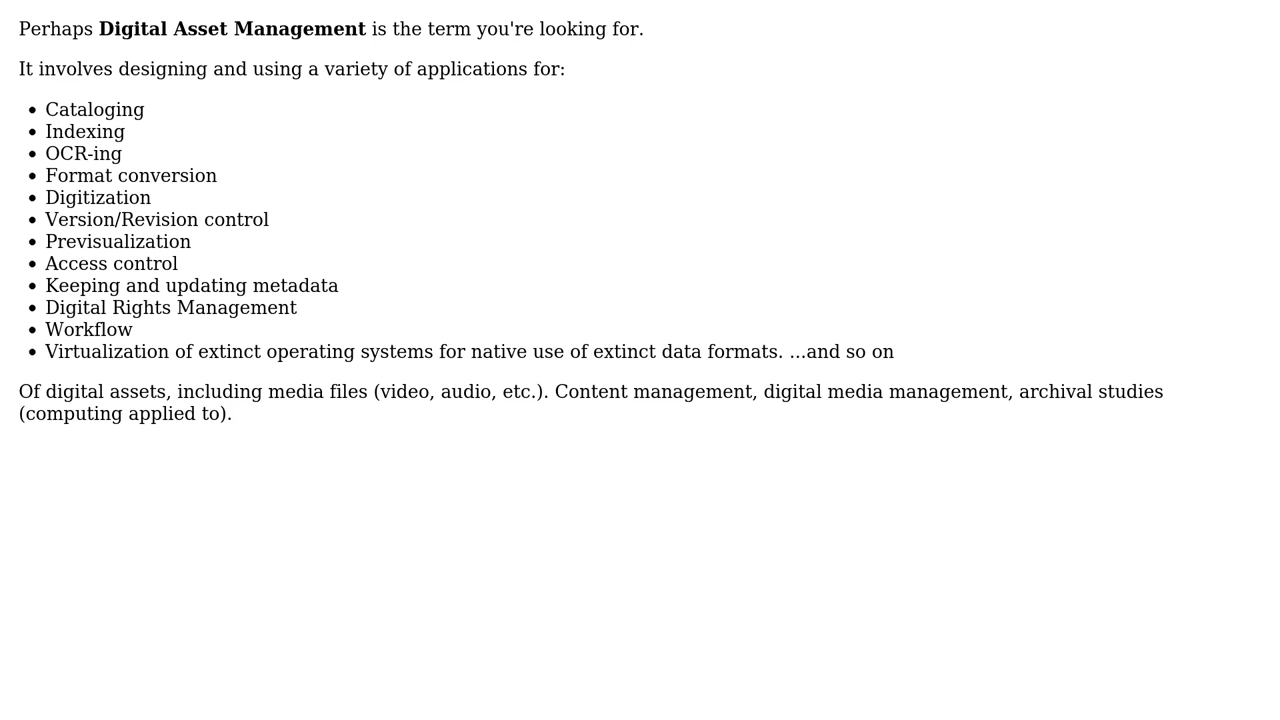 Perhaps Digital Asset Management is the term you're looking for.
It involves designing and using a variety of applications for:
• Cataloging
• Indexing
• OCR-ing
• Format conversion
• Digitization
• Version/Revision control
• Previsualization
• Access control
• Keeping and updating metadata
• Digital Rights Management
• Workflow
• Virtualization of extinct operating systems for native use of extinct data formats. ...and so on
Of digital assets, including media files (video, audio, etc.). Content management, digital media management, archival studies
(computing applied to).